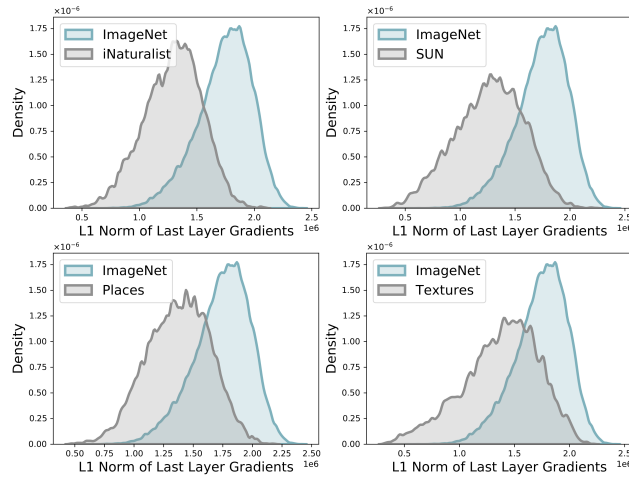 ×10⁻⁶
ImageNet
iNaturalist
1.75
1.50
1.25
1.00
0.75
0.50
0.25
0.00
Density
0.5 1.0 1.5 2.0 2.5
1e6
L1 Norm of Last Layer Gradients
×10⁻⁶
ImageNet
SUN
1.75
1.50
1.25
1.00
0.75
0.50
0.25
0.00
Density
0.5 1.0 1.5 2.0 2.5
1e6
L1 Norm of Last Layer Gradients
×10⁻⁶
ImageNet
Places
1.75
1.50
1.25
1.00
0.75
0.50
0.25
0.00
Density
0.50 0.75 1.00 1.25 1.50 1.75 2.00 2.25 2.50
1e6
L1 Norm of Last Layer Gradients
×10⁻⁶
ImageNet
Textures
1.75
1.50
1.25
1.00
0.75
0.50
0.25
0.00
Density
0.5 1.0 1.5 2.0 2.5
1e6
L1 Norm of Last Layer Gradients